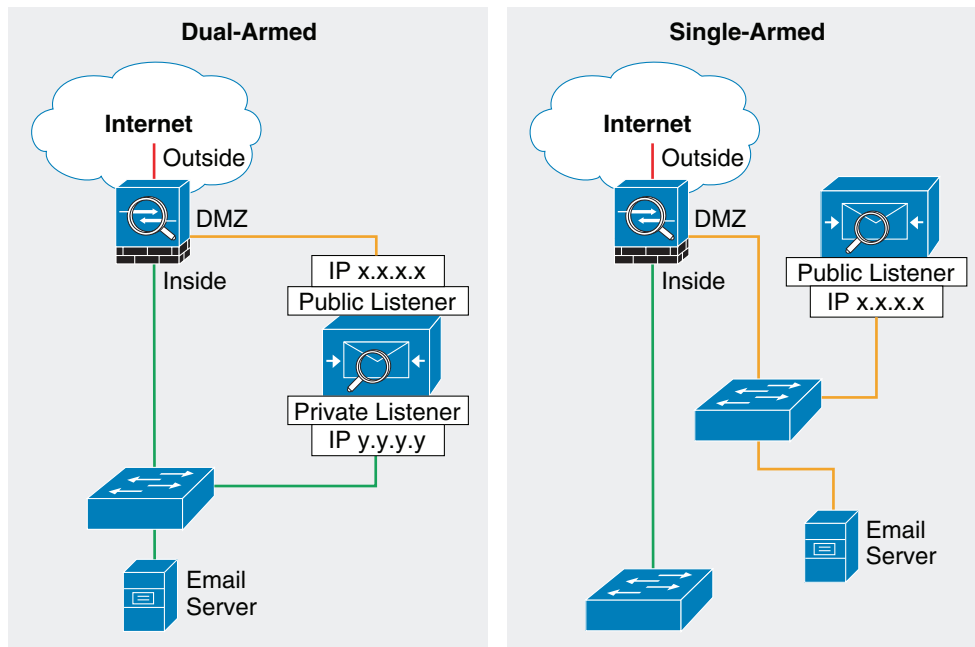 Dual-Armed
Internet
Outside
DMZ
IP x.x.x.x
Inside
Public Listener
Private Listener
IP y.y.y.y
Email
Server
Single-Armed
Internet
Outside
DMZ
Public Listener
Inside
IP x.x.x.x
Email
Server